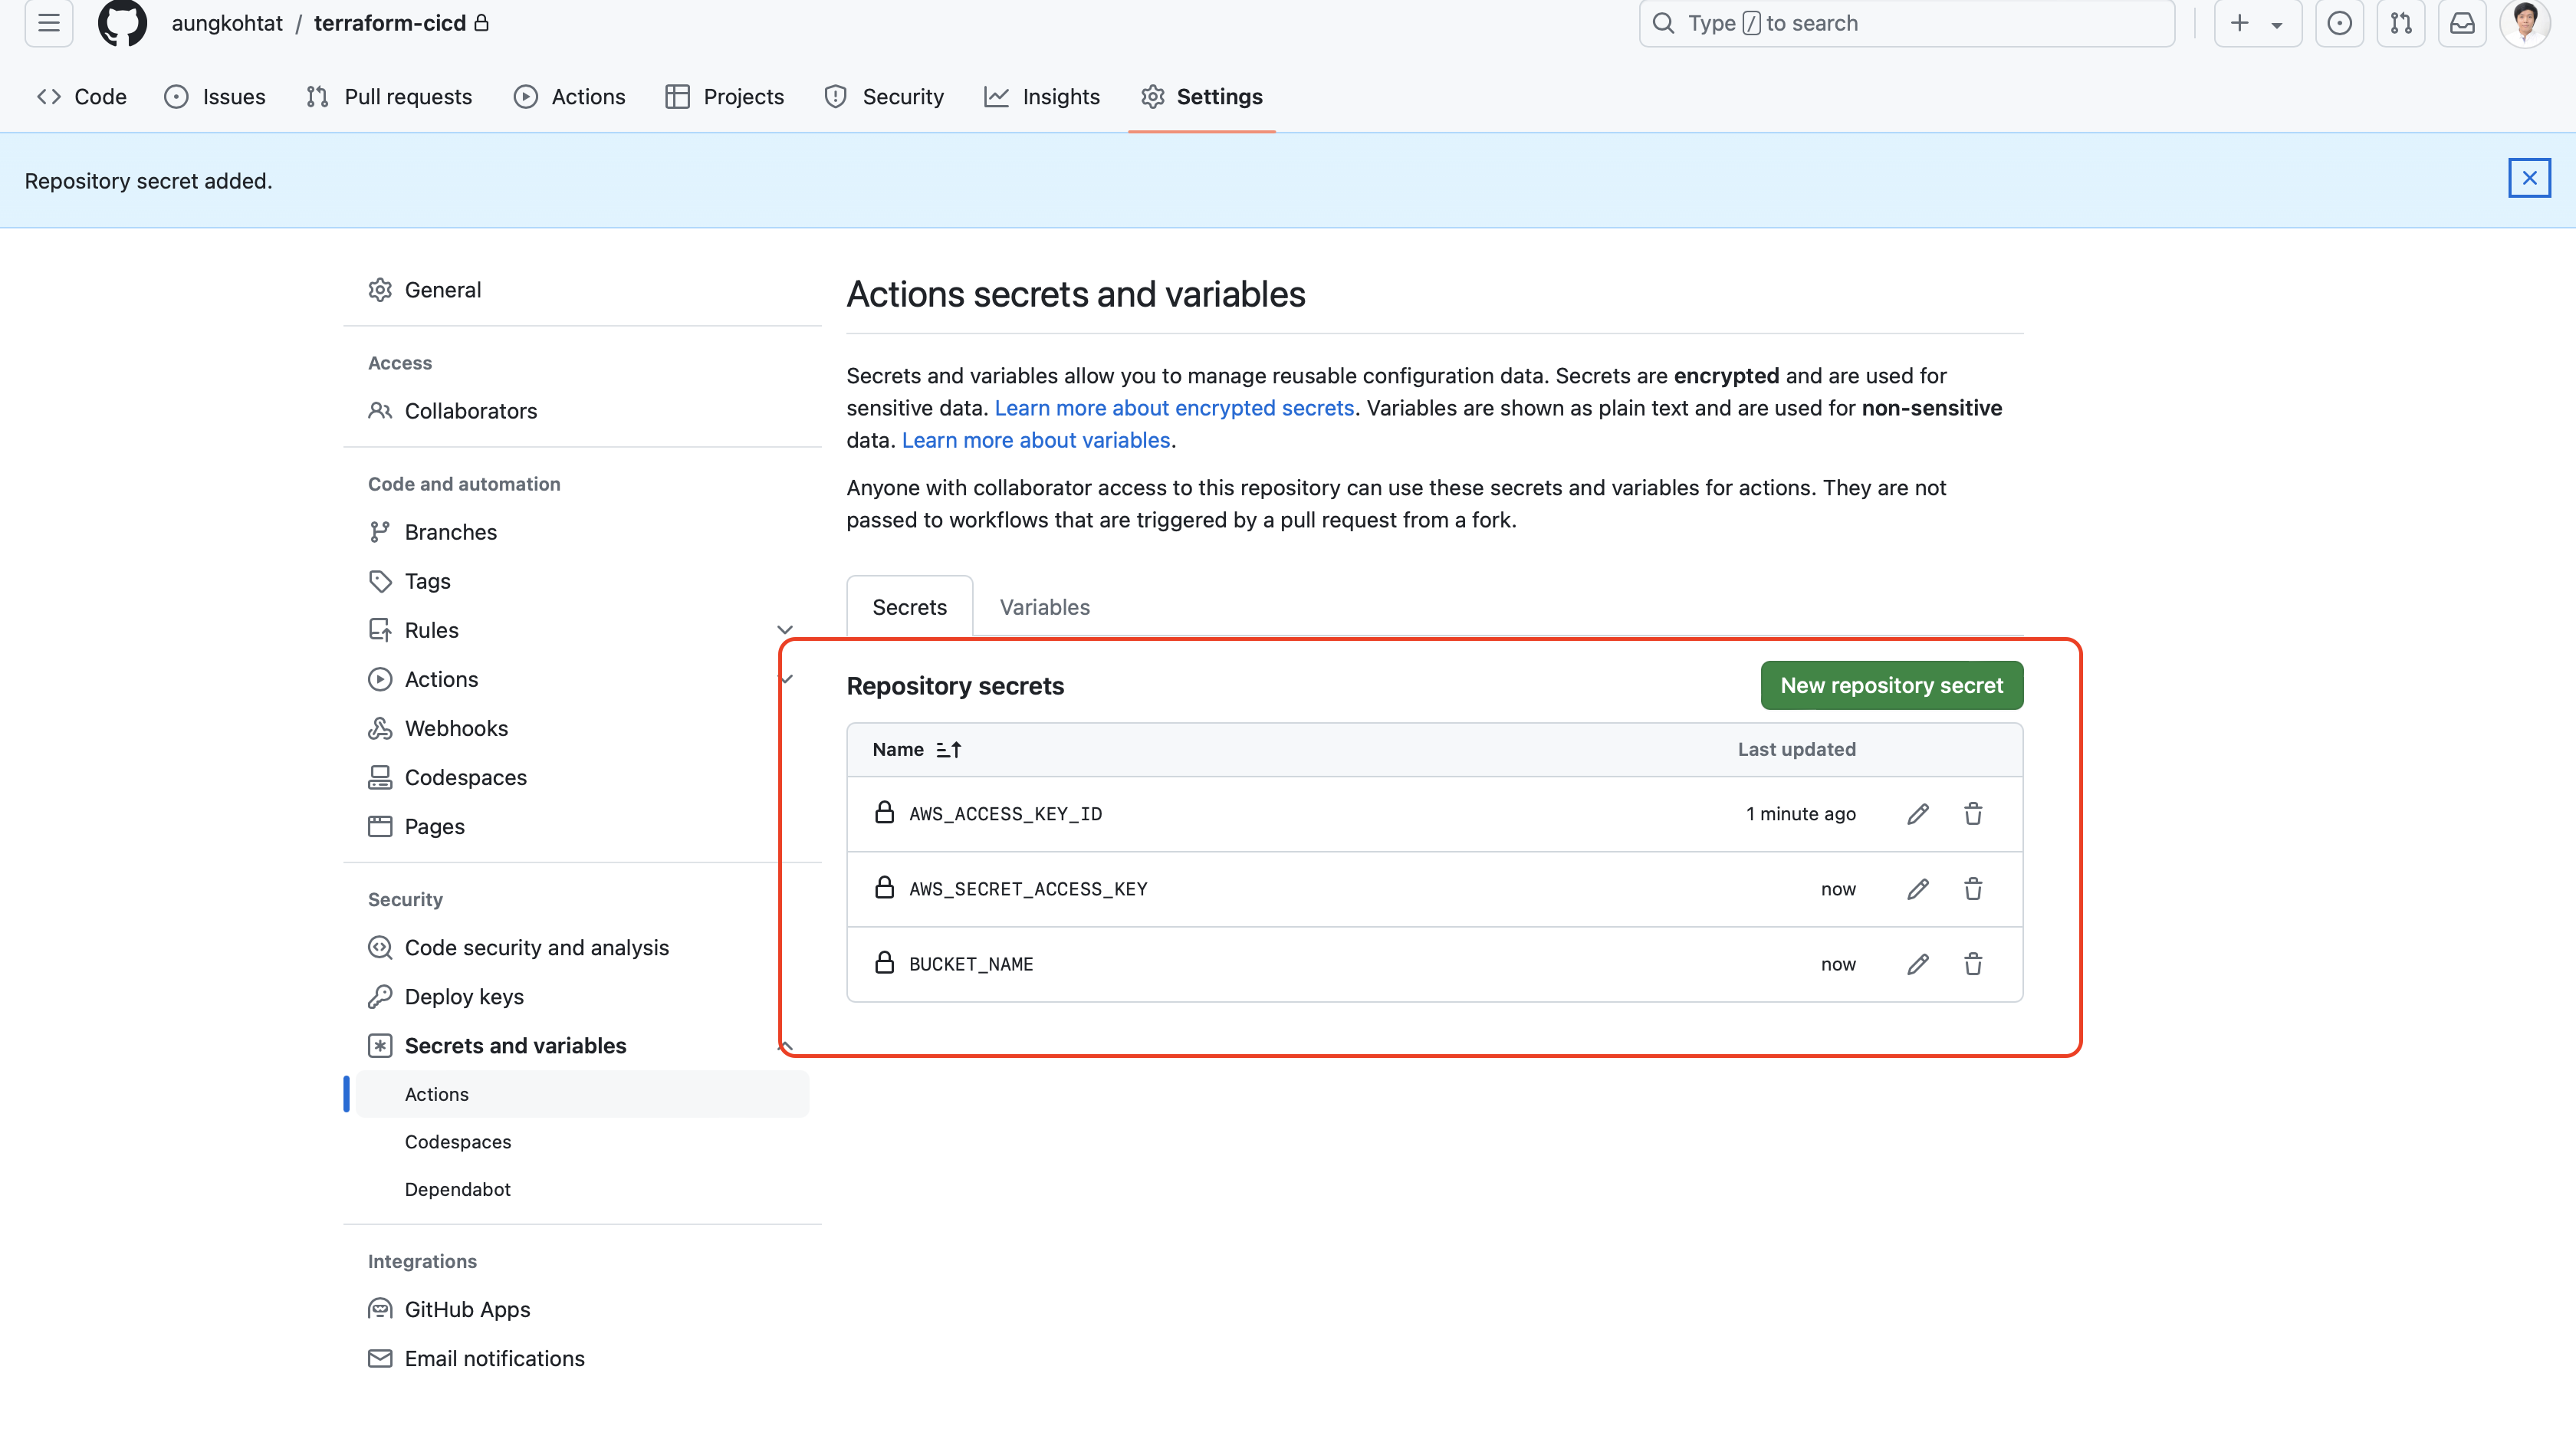 aungkohtat / terraform-cicd
Type / to search
Code Issues Pull requests Actions Projects Security Insights Settings
Repository secret added.
General
Access
Collaborators
Code and automation
Branches
Tags
Rules
Actions
Webhooks
Codespaces
Pages
Security
Code security and analysis
Deploy keys
Secrets and variables
Actions
Codespaces
Dependabot
Integrations
GitHub Apps
Email notifications
Actions secrets and variables
Secrets and variables allow you to manage reusable configuration data. Secrets are encrypted and are used for
sensitive data. Learn more about encrypted secrets. Variables are shown as plain text and are used for non-sensitive
data. Learn more about variables.
Anyone with collaborator access to this repository can use these secrets and variables for actions. They are not
passed to workflows that are triggered by a pull request from a fork.
Secrets Variables
Repository secrets New repository secret
Name Last updated
AWS_ACCESS_KEY_ID 1 minute ago
AWS_SECRET_ACCESS_KEY now
BUCKET_NAME now